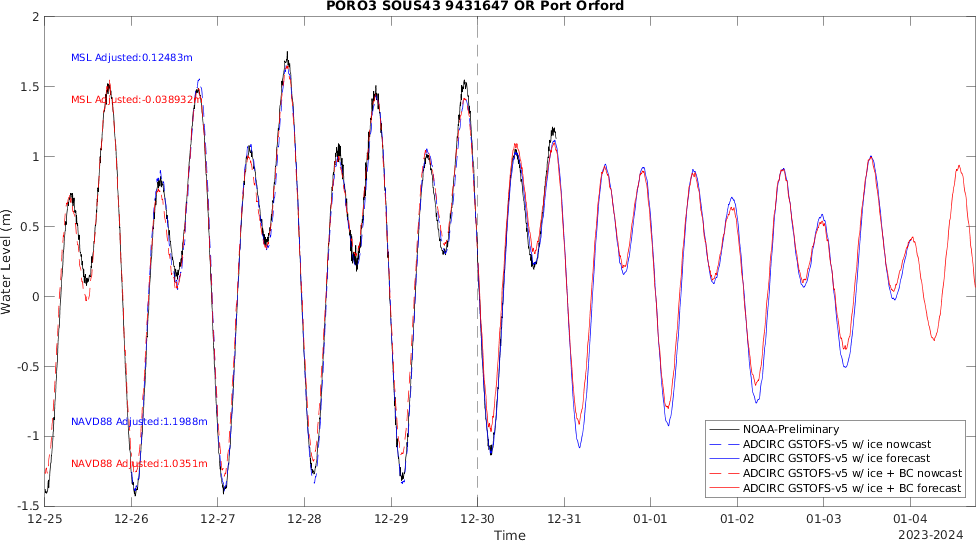 PORO3 SOUS43 9431647 OR Port Orford
Water Level (m)
2
1.5
1
0.5
0
-0.5
-1
-1.5
MSL Adjusted:0.12483m
MSL Adjusted:-0.038932m
NAVD88 Adjusted:1.1988m
NAVD88 Adjusted:1.0351m
NOAA-Preliminary
ADCIRC GSTOFS-v5 w/ ice nowcast
ADCIRC GSTOFS-v5 w/ ice forecast
ADCIRC GSTOFS-v5 w/ ice + BC nowcast
ADCIRC GSTOFS-v5 w/ ice + BC forecast
12-25 12-26 12-27 12-28 12-29 12-30 12-31 01-01 01-02 01-03 01-04
Time
2023-2024